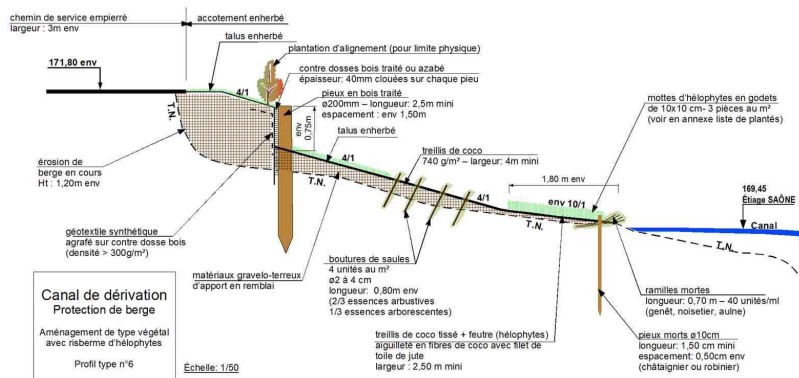 chemin de service empierré
largeur : 3m env
accotement enherbé
talus enherbé
plantation d'alignement (pour limite physique)
171,80 env
4/1
contre dosses bois traité ou azabé
épaisseur: 40mm clouées sur chaque pieu
pieux en bois traité
ø200mm – longueur: 2,5m mini
espacement : env 1,50m
mottes d'hélophytes en godets
de 10x10 cm- 3 pièces au m²
(voir en annexe liste de plantés)
T.N.
env
0,75m
talus enherbé
treillis de coco
740 g/m² – largeur: 4m mini
érosion de
berge en cours
Ht : 1,20m env
4/1
1,80 m env
4/1
env 10/1
169,45
Étiage SAÔNE
Canal
T.N.
T.N.
T.N.
géotextile synthétique
agrafé sur contre dosse bois
(densité > 300g/m²)
matériaux gravelo-terreux
d'apport en remblai
boutures de saules
4 unités au m²
ø2 à 4 cm
longueur: 0,80m env
(2/3 essences arbustives
1/3 essences arborescentes)
ramilles mortes
longueur: 0,70 m – 40 unités/ml
(genêt, noisetier, aulne)
treillis de coco tissé + feutre (hélophytes)
aiguilleté en fibres de coco avec filet de
toile de jute
largeur : 2,50 m mini
pieux morts ø10cm
longueur: 1,50 cm mini
espacement: 0,50cm env
(châtaignier ou robinier)
Canal de dérivation
Protection de berge
Aménagement de type végétal
avec risberme d'hélophytes
Profil type n°6
Échelle: 1/50